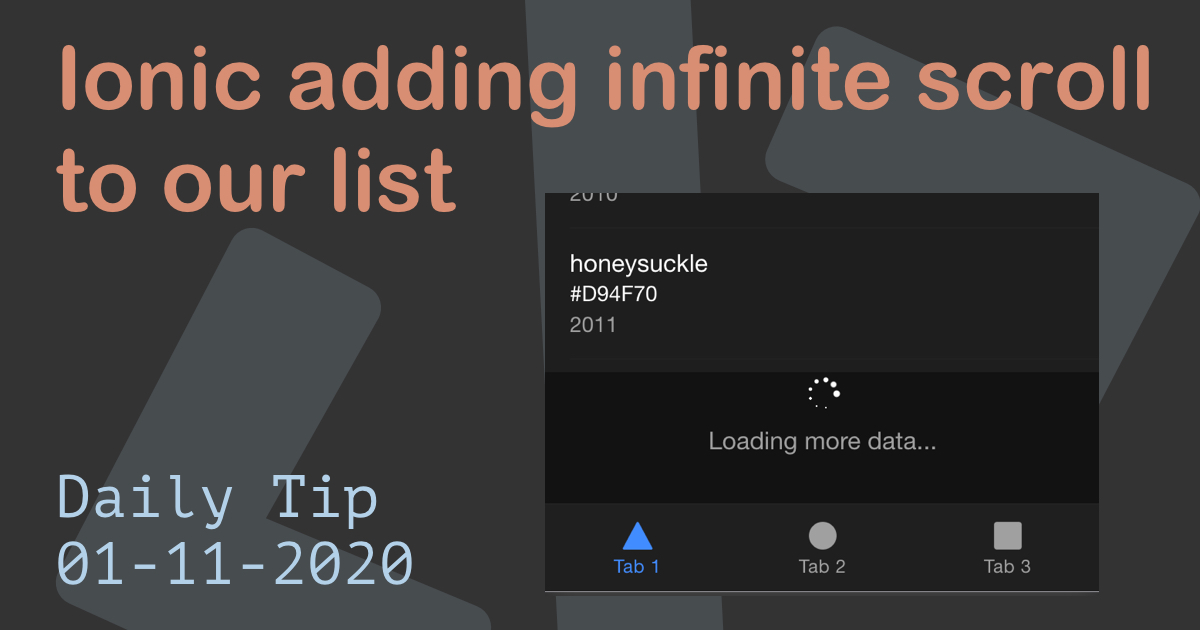 Ionic adding infinite scroll
to our list
2010
honeysuckle
#D94F70
2011
Loading more data...
Tab 1 Tab 2 Tab 3
Daily Tip
01-11-2020